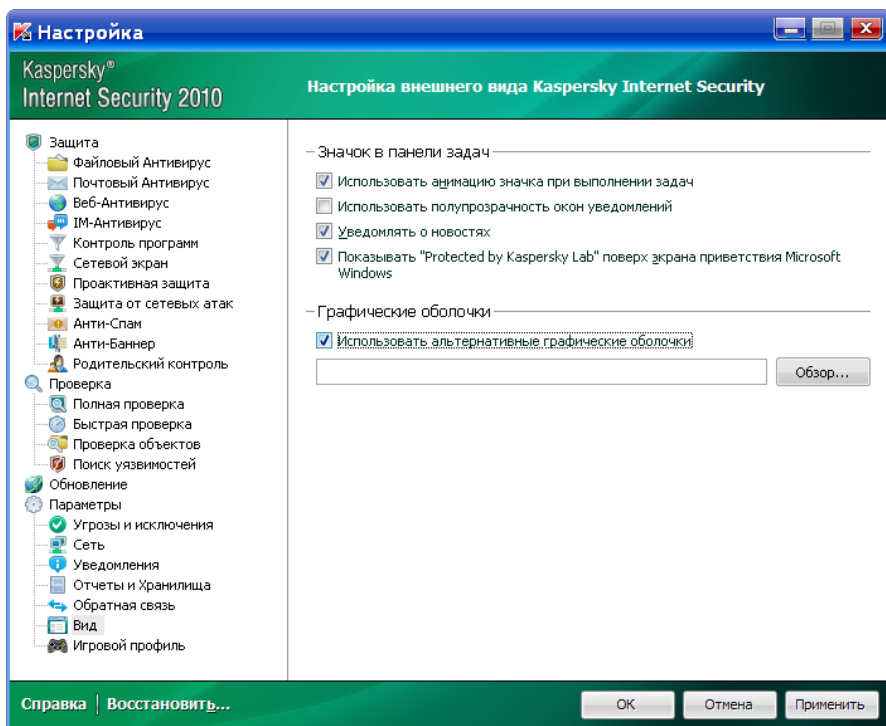 Настройка
Kaspersky®
Internet Security 2010
Настройка внешнего вида Kaspersky Internet Security
Защита
Файловый Антивирус
Почтовый Антивирус
Веб-Антивирус
IM-Антивирус
Контроль программ
Сетевой экран
Проактивная защита
Защита от сетевых атак
Анти-Спам
Анти-Баннер
Родительский контроль
Проверка
Полная проверка
Быстрая проверка
Проверка объектов
Поиск уязвимостей
Обновление
Параметры
Угрозы и исключения
Сеть
Уведомления
Отчеты и Хранилища
Обратная связь
Вид
Игровой профиль
Значок в панели задач
Использовать анимацию значка при выполнении задач
Использовать полупрозрачность окон уведомлений
Уведомлять о новостях
Показывать "Protected by Kaspersky Lab" поверх экрана приветствия Microsoft
Windows
Графические оболочки
Использовать альтернативные графические оболочки
Обзор...
Справка | Восстановить...
ОК
Отмена
Применить